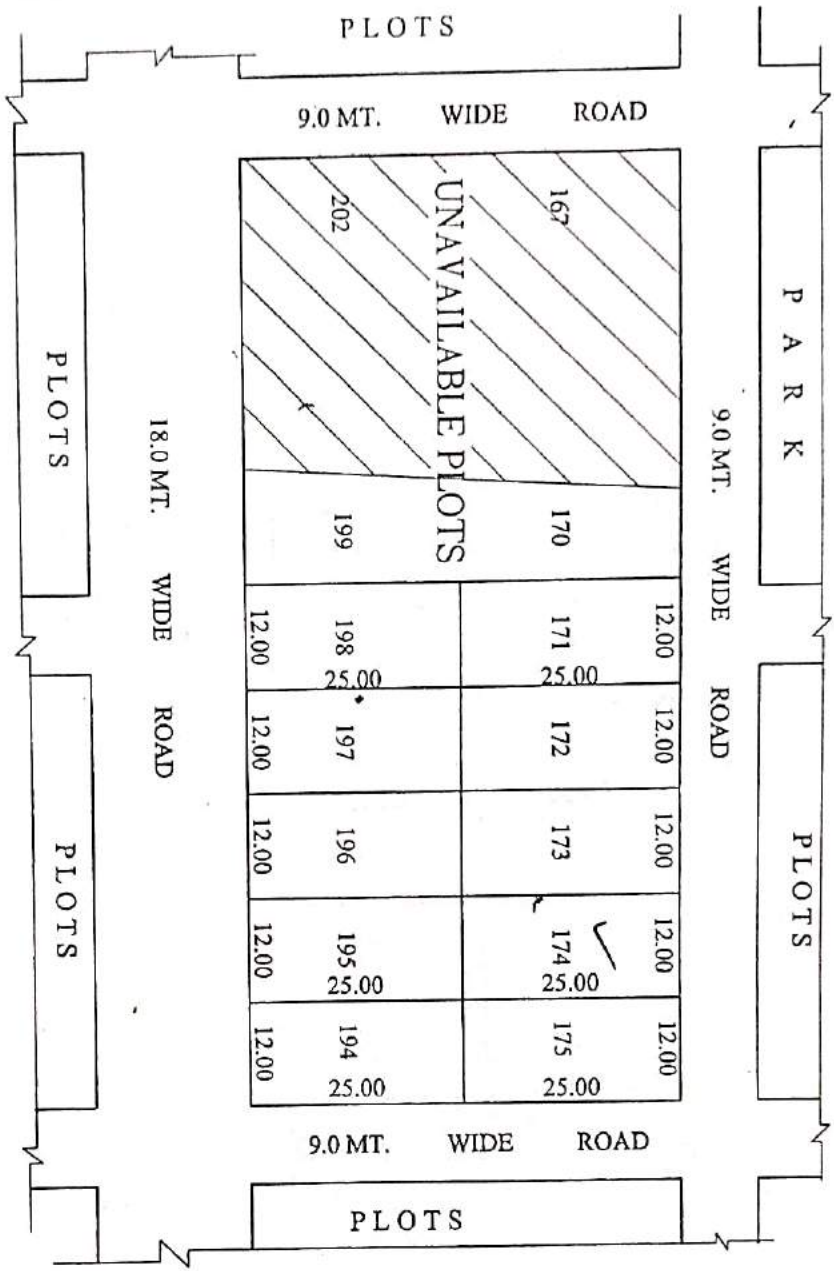 PLOTS
9.0 MT. WIDE ROAD
202
167
UNAVAILABLE PLOTS
PARK
PLOTS
18.0 MT. WIDE ROAD
9.0 MT. WIDE ROAD
199
170
12.00
198
25.00
171
25.00
12.00
12.00
197
172
12.00
12.00
196
173
12.00
PLOTS
PLOTS
12.00
195
25.00
174
25.00
12.00
12.00
194
25.00
175
25.00
12.00
9.0 MT. WIDE ROAD
PLOTS